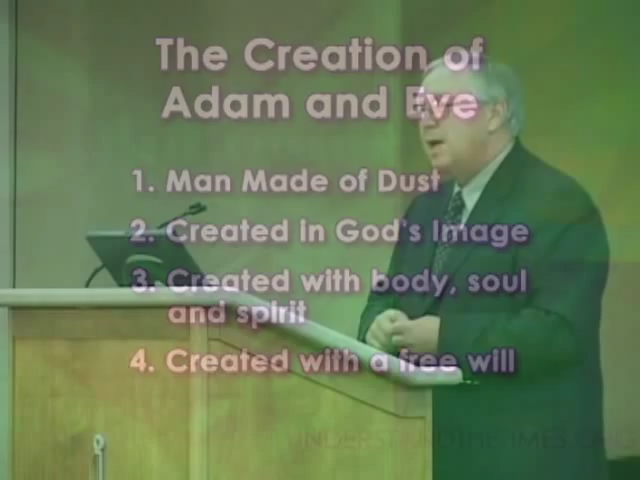 The Creation of
Adam and Eve
1. Man Made of Dust
2. Created in God's Image
3. Created with body, soul
and spirit
4. Created with a free will